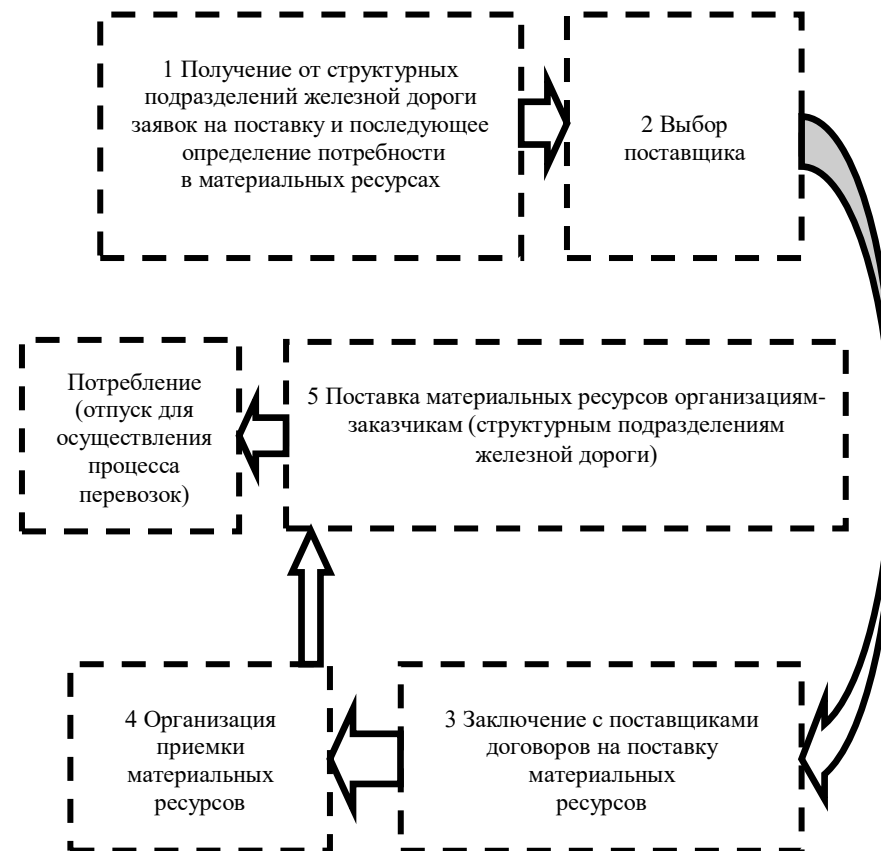 1 Получение от структурных
подразделений железной дороги
заявок на поставку и последующее
определение потребности
в материальных ресурсах
2 Выбор
поставщика
Потребление
(отпуск для
осуществления
процесса
перевозок)
5 Поставка материальных ресурсов организациям-
заказчикам (структурным подразделениям
железной дороги)
4 Организация
приемки
материальных
ресурсов
3 Заключение с поставщиками
договоров на поставку
материальных
ресурсов